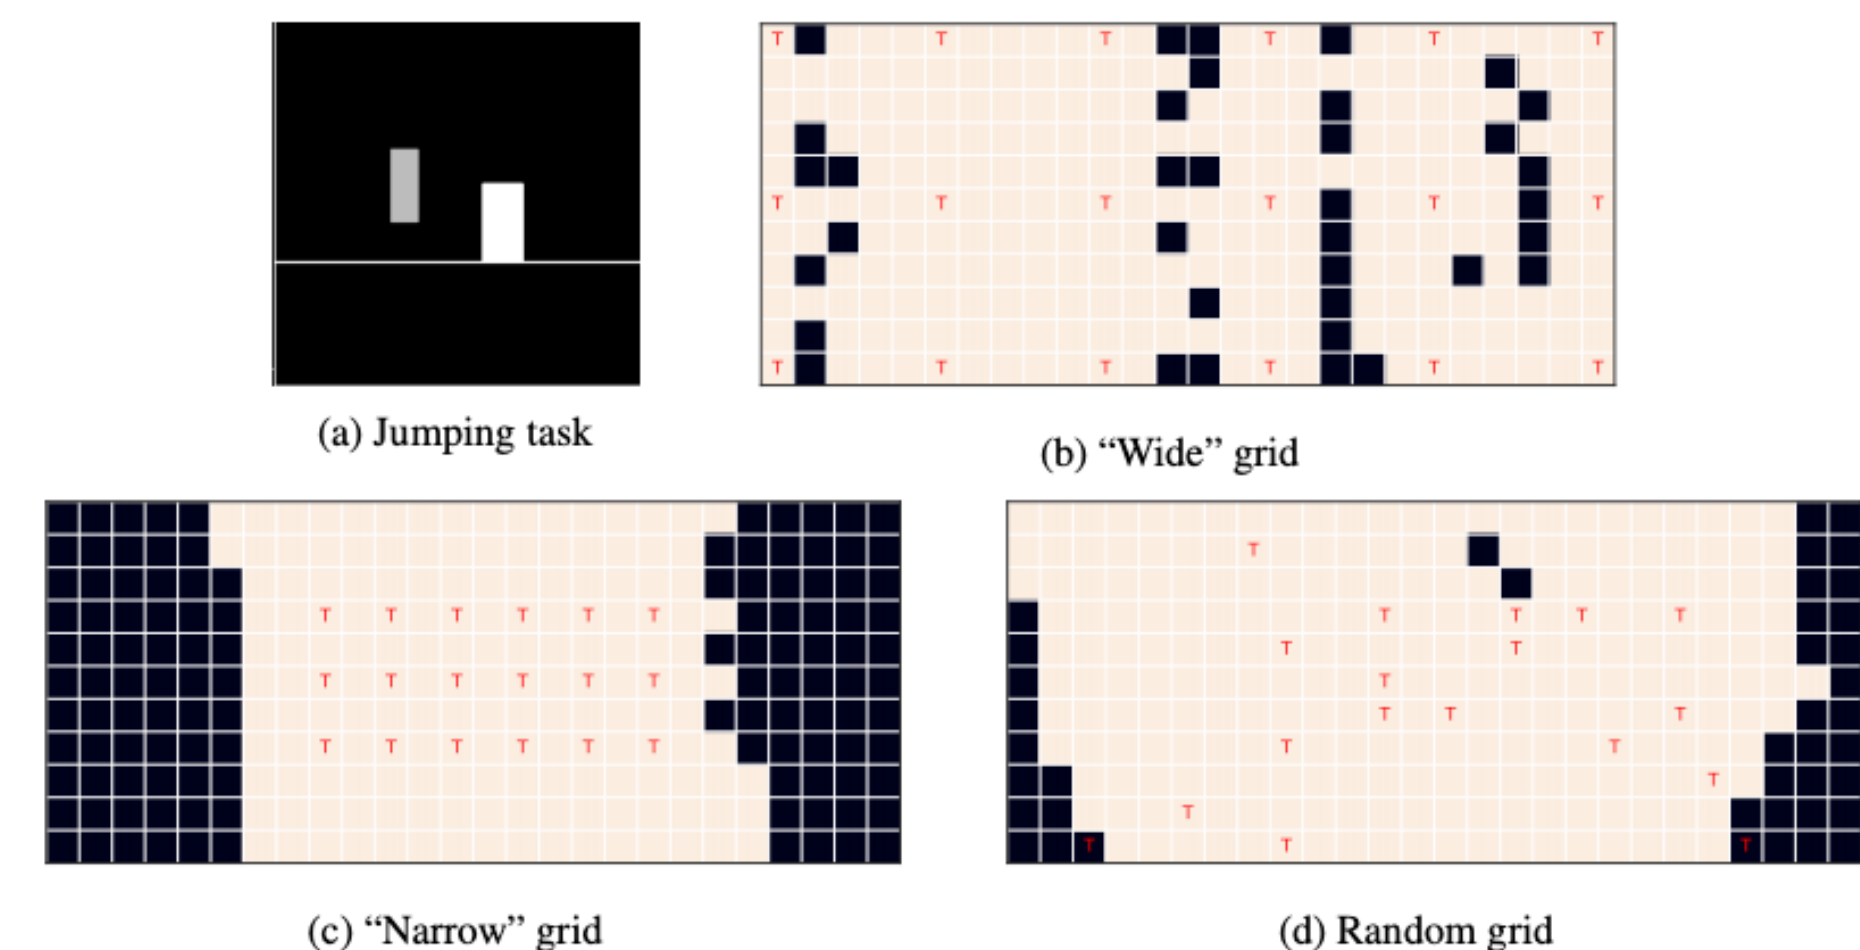 T T T T T T
T T T T T T
T T T T T T
(a) Jumping task
(b) “Wide” grid
T T T T T T
T T T T T T
T T T T T T
(c) “Narrow” grid
T
T T T T
T T
T
T T T
T T
T
T
T T T
(d) Random grid